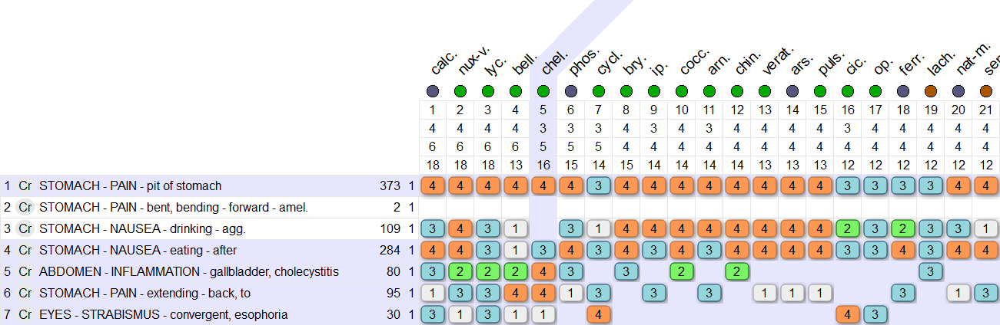 calc. nux-v. lyc. bell. chel. phos. cycl. bry. ip. cocc. arn. chin. verat. ars. puls. cic. op. ferr. lach. nat-m.
1 2 3 4 5 6 7 8 9 10 11 12 13 14 15 16 17 18 19 20 21
4 4 4 4 3 3 3 4 3 4 3 4 4 4 4 3 4 4 4 4 4
6 6 6 6 5 5 5 4 4 4 4 4 4 4 4 4 4 4 4 4 4
18 18 18 13 16 15 14 15 14 14 14 14 13 13 13 12 12 12 12 12 12
1 Cr STOMACH - PAIN - pit of stomach 373 1 4 4 4 4 4 4 3 4 4 4 4 4 4 4 4 3 3 3 3 4 4
2 Cr STOMACH - PAIN - bent, bending - forward - amel. 2 1
3 Cr STOMACH - NAUSEA - drinking - agg. 109 1 3 4 3 1 3 1 4 4 4 4 4 4 4 4 2 3 2 3 3 1
4 Cr STOMACH - NAUSEA - eating - after 284 1 4 4 3 1 3 4 3 4 3 4 3 4 4 4 4 3 3 4 3 4 4
5 Cr ABDOMEN - INFLAMMATION - gallbladder, cholecystitis 80 1 3 2 2 2 4 3 3 2 2 3
6 Cr STOMACH - PAIN - extending - back, to 95 1 1 3 3 4 4 1 3 3 3 1 1 1 3 1 3
7 Cr EYES - STRABISMUS - convergent, esophoria 30 1 3 1 3 1 1 4 4 3